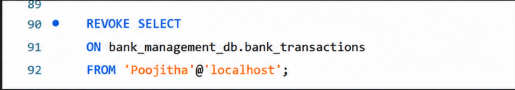 89
90 REVOKE SELECT
91 ON bank_management_db.bank_transactions
92 FROM 'Poojitha'@'localhost';